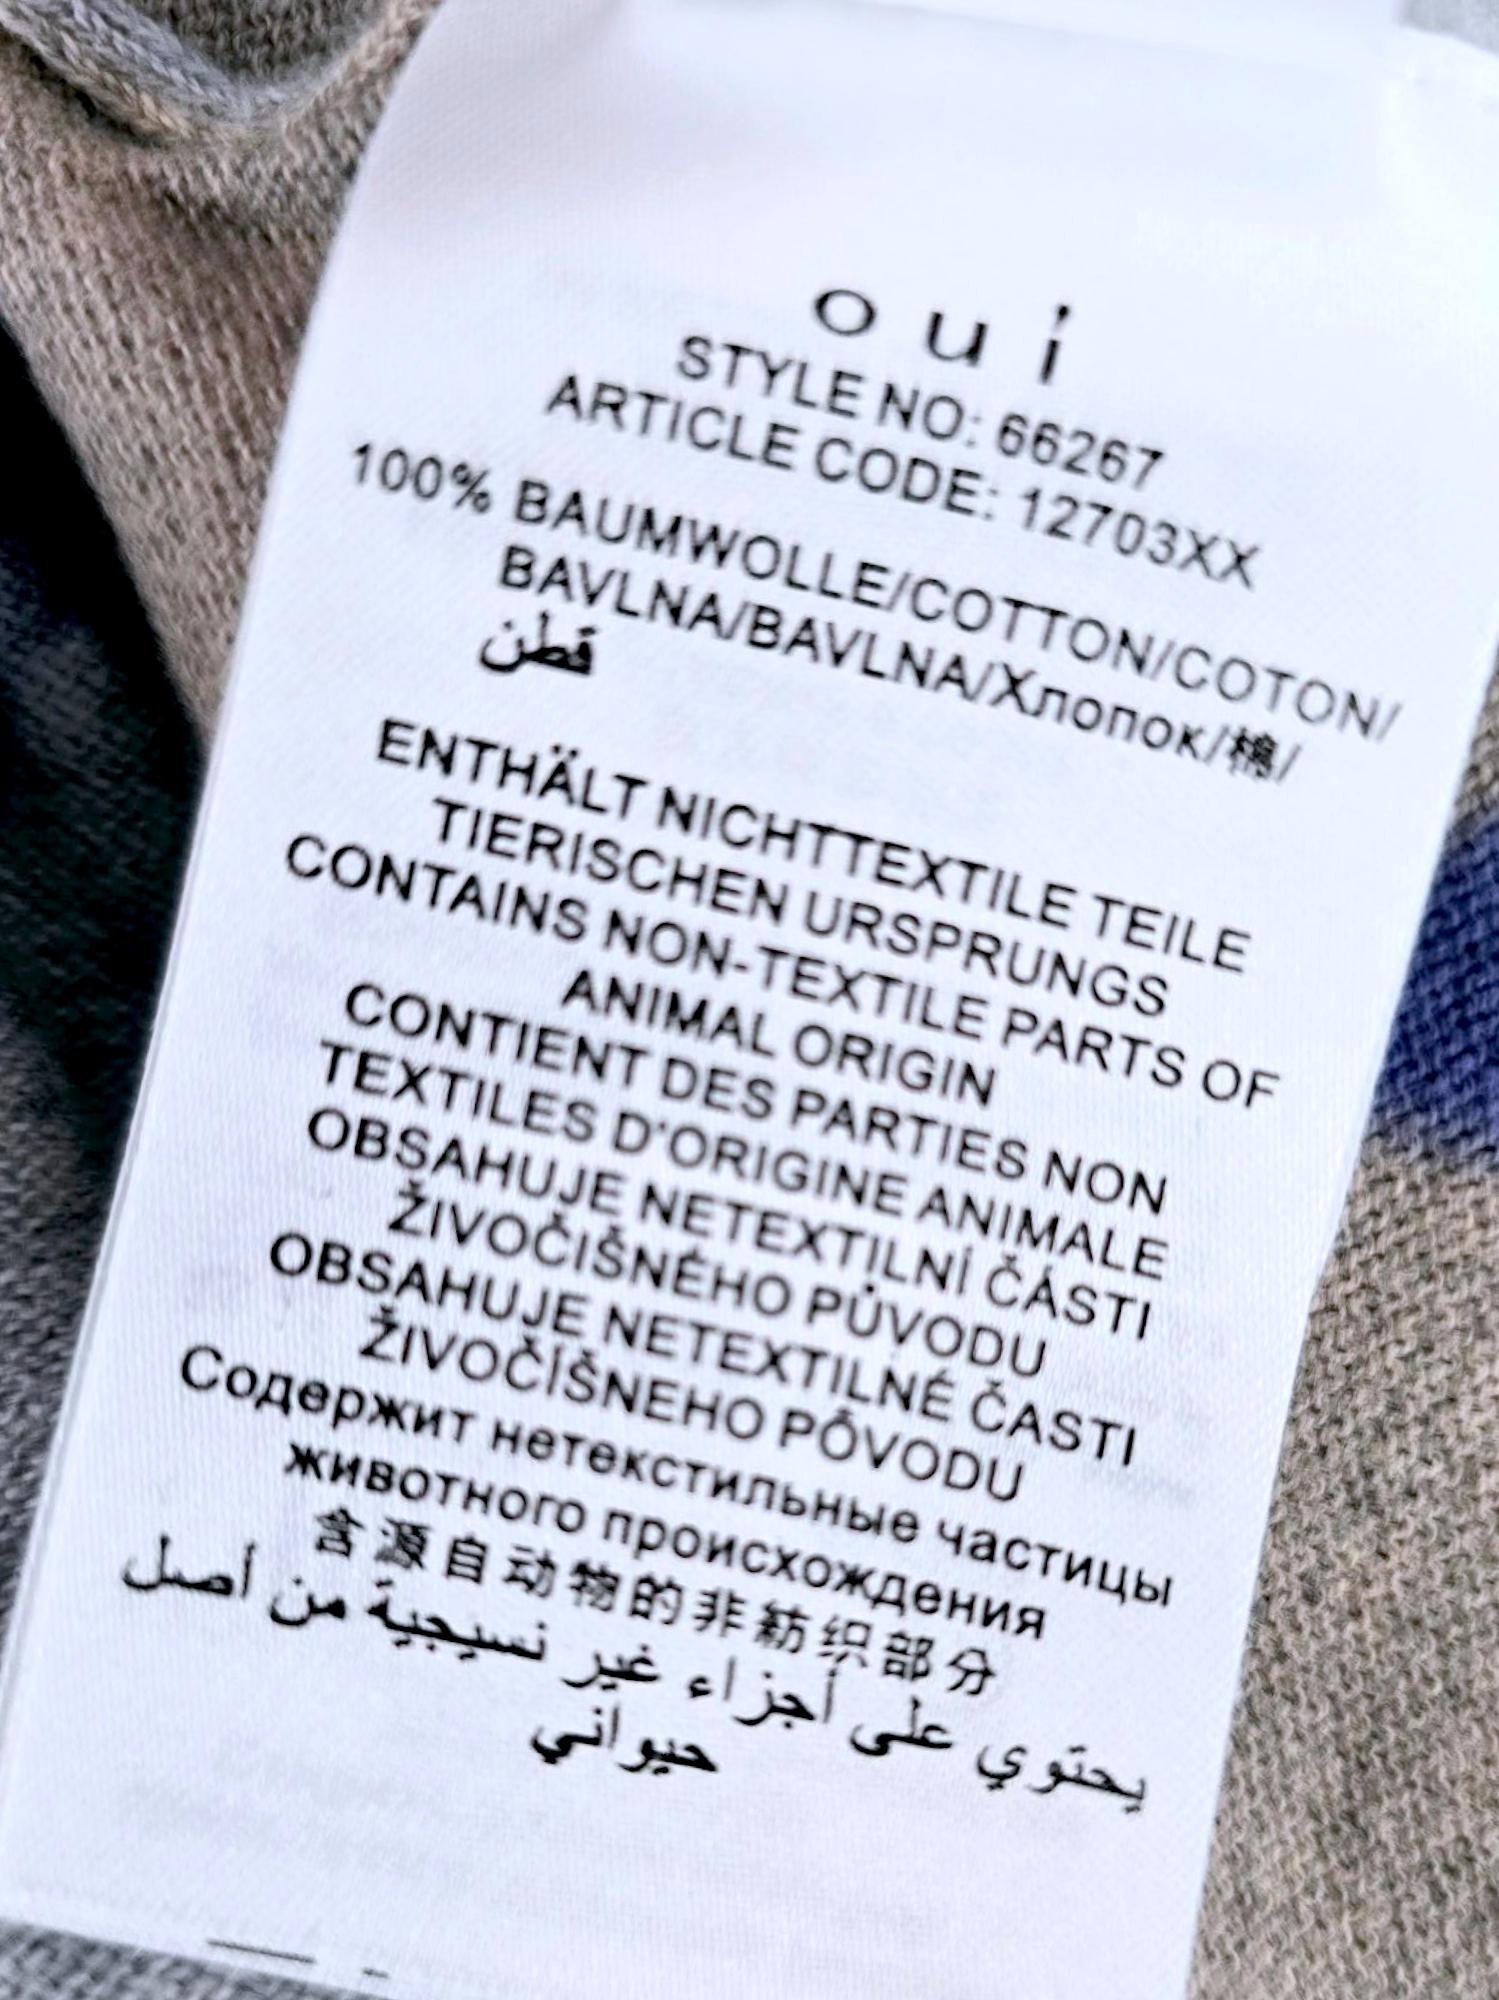 oui
STYLE NO: 66267
ARTICLE CODE: 12703XX
100% BAUMWOLLE/COTTON/COTON/
BAVLNA/BAVLNA/Хлопок/棉/
قطن
ENTHÄLT NICHTTEXTILE TEILE
TIERISCHEN URSPRUNGS
CONTAINS NON-TEXTILE PARTS OF
ANIMAL ORIGIN
CONTIENT DES PARTIES NON
TEXTILES D'ORIGINE ANIMALE
OBSAHUJE NETEXTILNÍ ČÁSTI
ŽIVOČIŠNÉHO PŮVODU
OBSAHUJE NETEXTILNÉ ČASTI
ŽIVOČÍŠNEHO PÔVODU
Содержит нетекстильные частицы
животного происхождения
含源自动物的非纺织部分
يحتوي على أجزاء غير نسيجية من أصل
حيواني